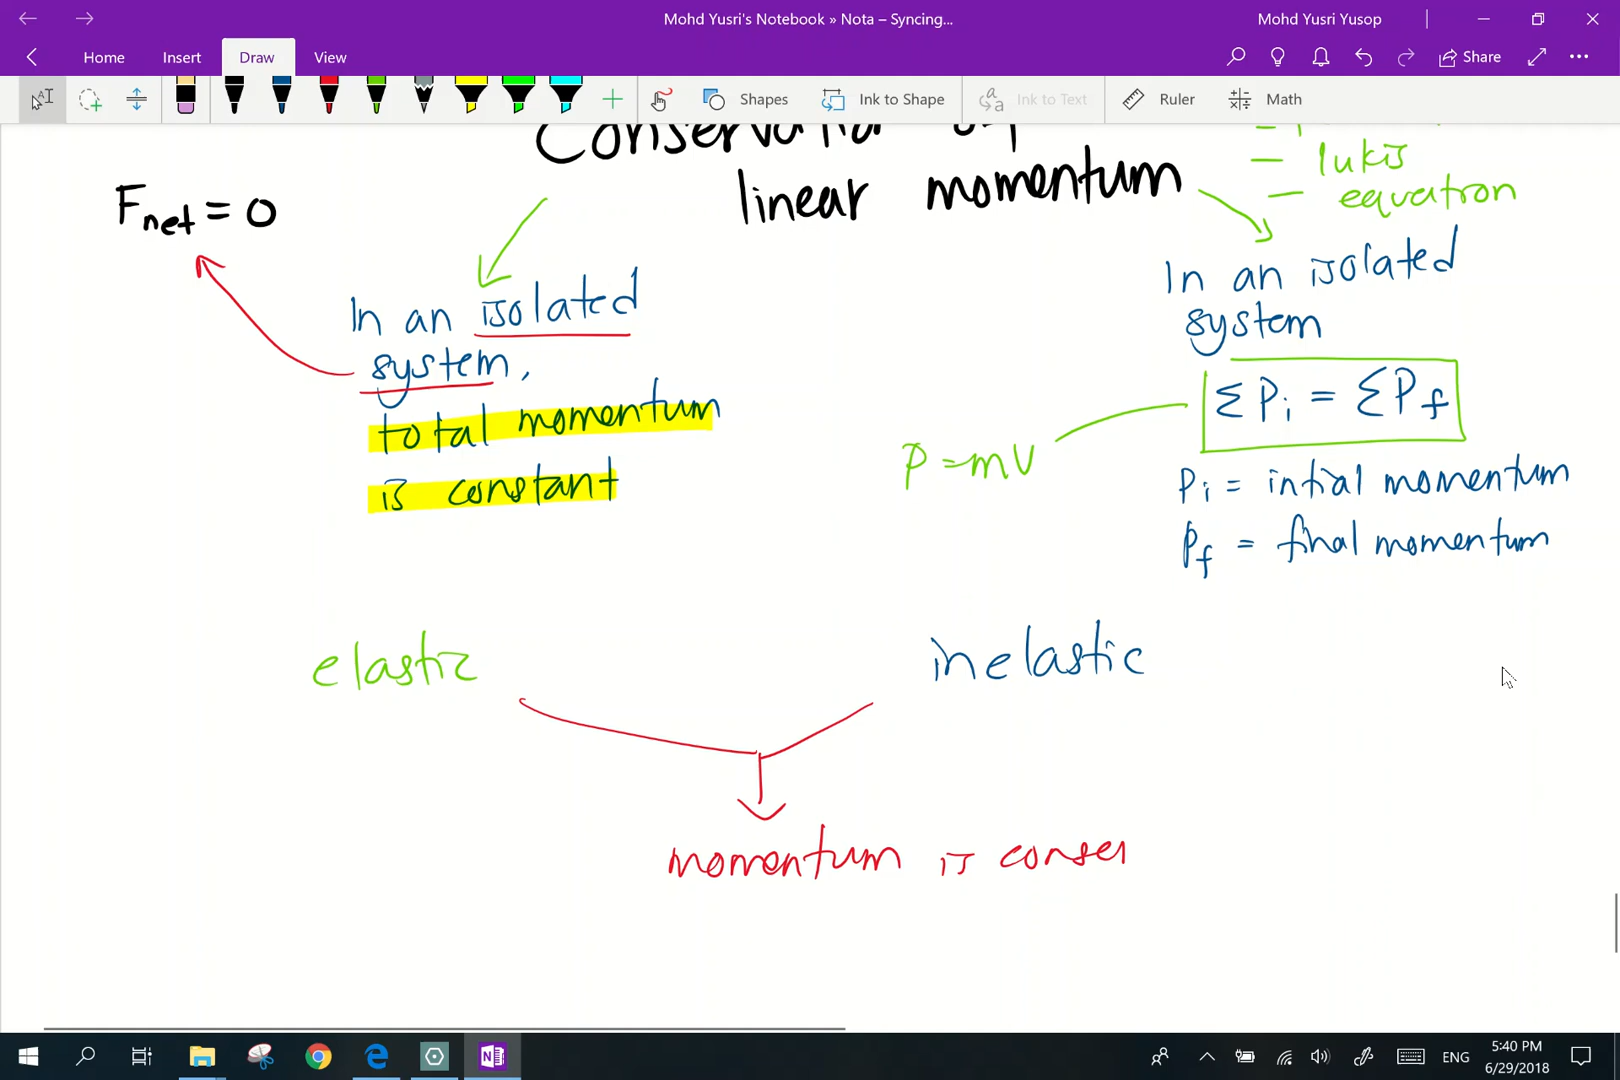 Mohd Yusri's Notebook » Nota – Syncing...
Mohd Yusri Yusop
Home Insert Draw View
Share
Shapes Ink to Shape Ink to Text Ruler Math
Conservation of
linear momentum
– lukis
– equation
Fnet = 0
In an isolated
system,
total momentum
is constant
In an isolated
system
ΣPi = ΣPf
P = mv
Pi = intial momentum
Pf = final momentum
elastic
inelastic
momentum is conser
ENG
5:40 PM
6/29/2018